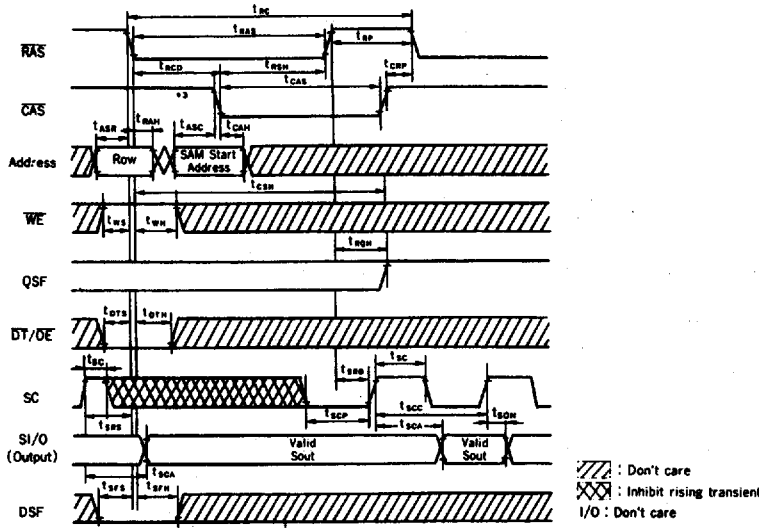 tRC
tRAS
tRP
RAS
tRCD
tRSH
tCAS
tCRP
*3
CAS
tASR
tRAH
tASC
tCAH
Address
Row
SAM Start
Address
tCSH
WE
tWS
tWH
tRQH
QSF
tDTS
tDTH
DT/OE
tSC
tSRD
tSC
SC
tSRS
tSCP
tSCC
tSCA
tSOH
SI/O
(Output)
Valid
Sout
Valid
Sout
tSCA
tSFS
tSFH
DSF
: Don't care
: Inhibit rising transient
I/O : Don't care